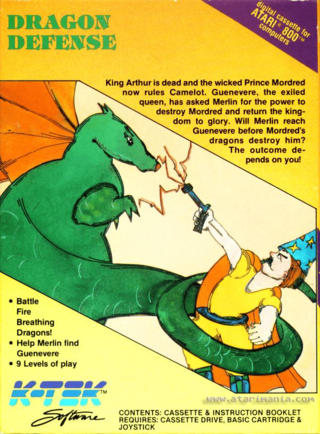 DRAGON
DEFENSE
digital cassette for
ATARI® 800™
computers
King Arthur is dead and the wicked Prince Mordred
now rules Camelot. Guenevere, the exiled
queen, has asked Merlin for the power to
destroy Mordred and return the king-
dom to glory. Will Merlin reach
Guenevere before Mordred's
dragons destroy him?
The outcome de-
pends on you!
• Battle
Fire
Breathing
Dragons!
• Help Merlin find
Guenevere
• 9 Levels of play
K-TEK™
Software
www.atarimania.com
CONTENTS: CASSETTE & INSTRUCTION BOOKLET
REQUIRES: CASSETTE DRIVE, BASIC CARTRIDGE &
JOYSTICK